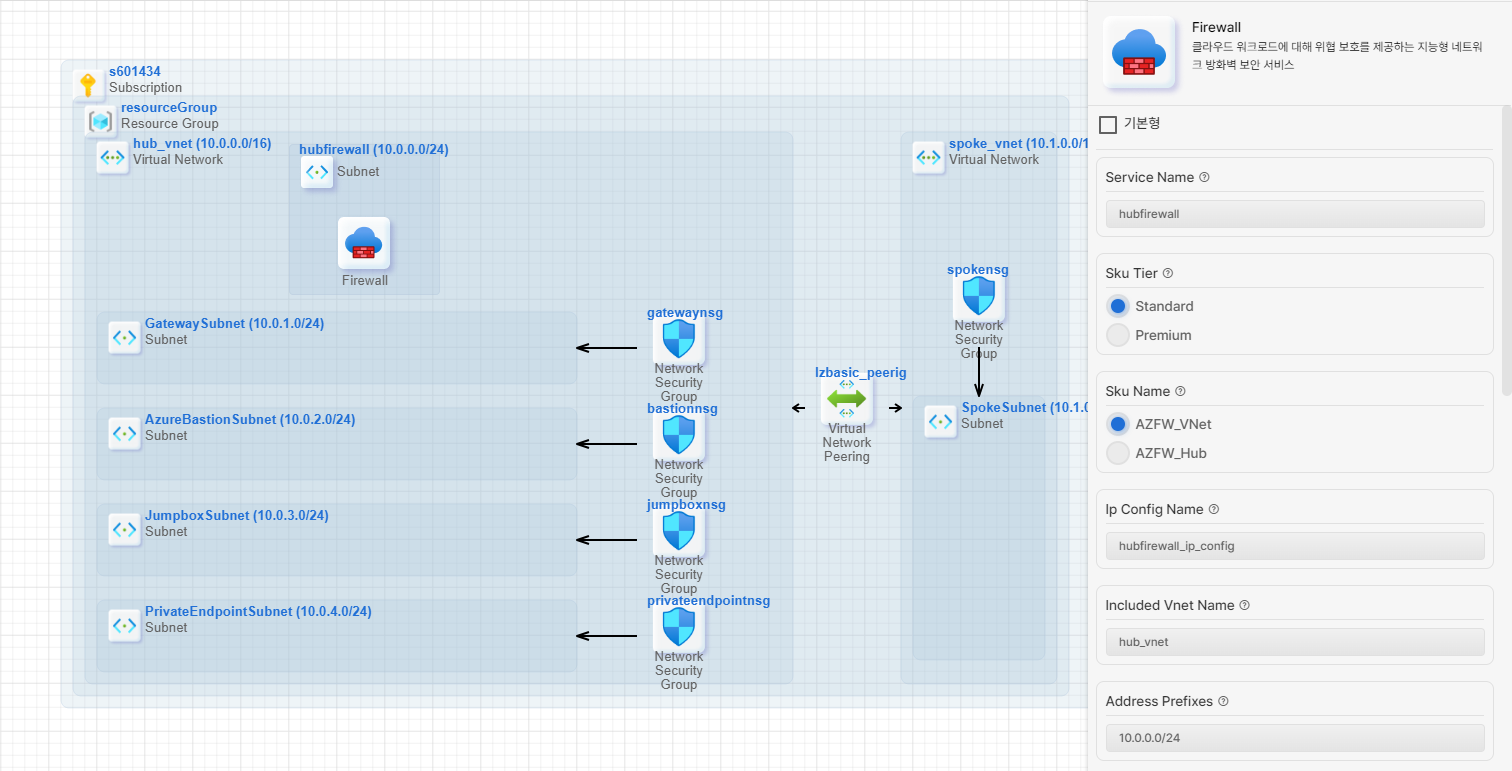 s601434
Subscription
resourceGroup
Resource Group
hub_vnet (10.0.0.0/16)
Virtual Network
hubfirewall (10.0.0.0/24)
Subnet
Firewall
GatewaySubnet (10.0.1.0/24)
Subnet
AzureBastionSubnet (10.0.2.0/24)
Subnet
JumpboxSubnet (10.0.3.0/24)
Subnet
PrivateEndpointSubnet (10.0.4.0/24)
Subnet
gatewaynsg
Network
Security
Group
bastionnsg
Network
Security
Group
jumpboxnsg
Network
Security
Group
privateendpointnsg
Network
Security
Group
lzbasic_peerig
Virtual
Network
Peering
spoke_vnet (10.1.0.0/1
Virtual Network
spokensg
Network
Security
Group
SpokeSubnet (10.1.0
Subnet
Firewall
클라우드 워크로드에 대해 위협 보호를 제공하는 지능형 네트워
크 방화벽 보안 서비스
기본형
Service Name
hubfirewall
Sku Tier
Standard
Premium
Sku Name
AZFW_VNet
AZFW_Hub
Ip Config Name
hubfirewall_ip_config
Included Vnet Name
hub_vnet
Address Prefixes
10.0.0.0/24